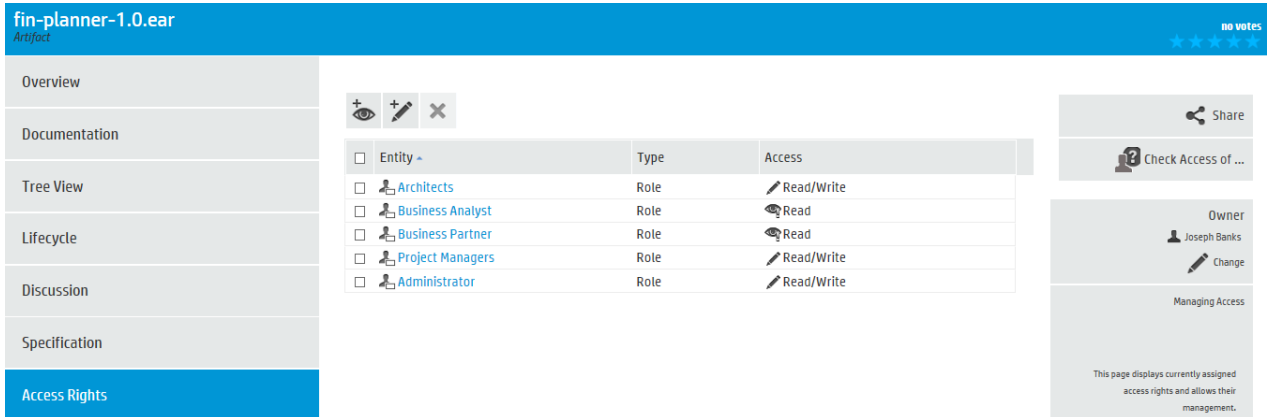 fin-planner-1.0.ear
Artifact
no votes
Overview
Documentation
Tree View
Lifecycle
Discussion
Specification
Access Rights
Entity Type Access
Architects Role Read/Write
Business Analyst Role Read
Business Partner Role Read
Project Managers Role Read/Write
Administrator Role Read/Write
Share
Check Access of ...
Owner
Joseph Banks
Change
Managing Access
This page displays currently assigned
access rights and allows their
management.